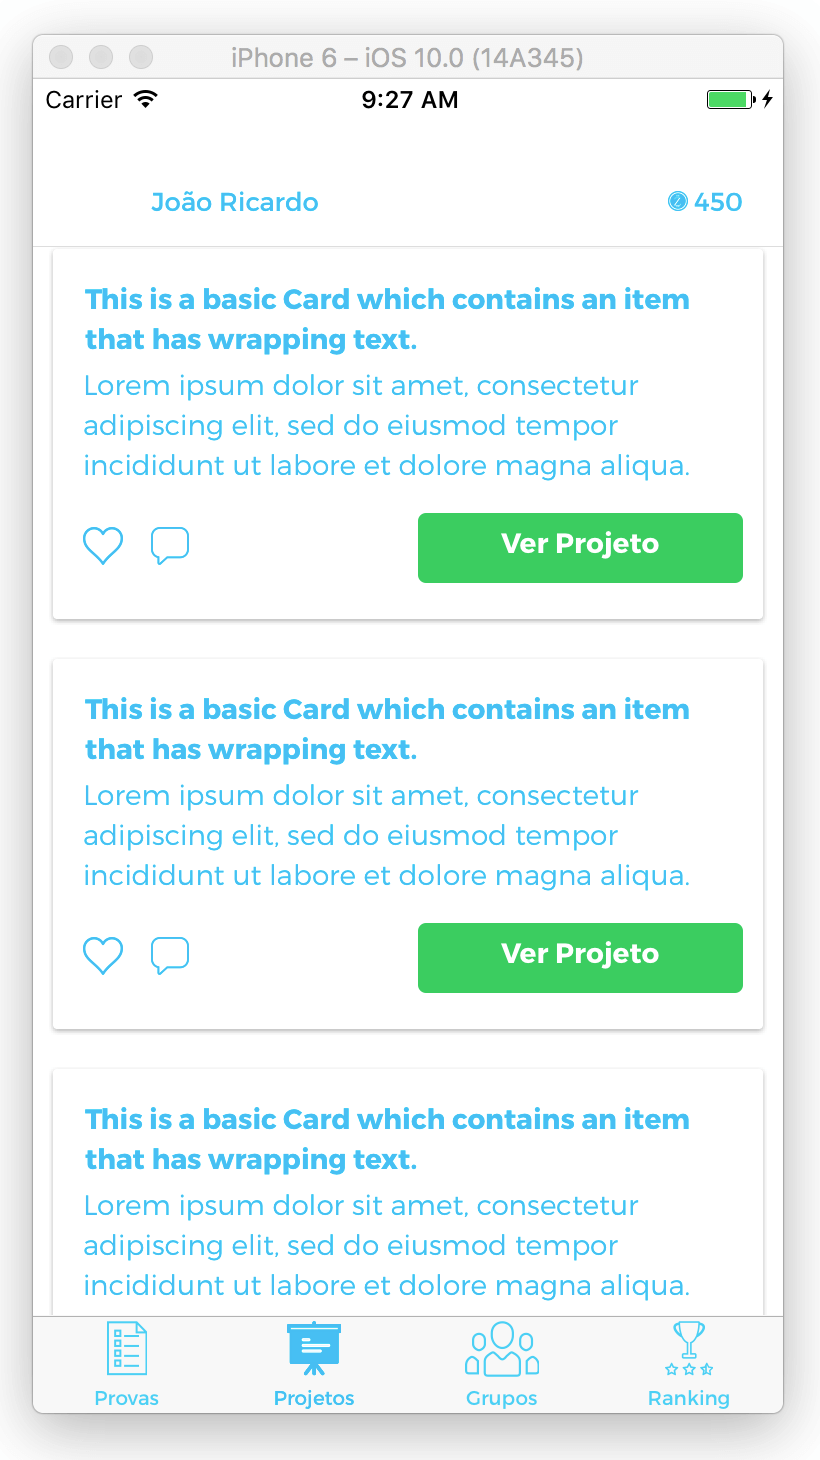 iPhone 6 – iOS 10.0 (14A345)
Carrier 9:27 AM
João Ricardo 450
This is a basic Card which contains an item
that has wrapping text.
Lorem ipsum dolor sit amet, consectetur
adipiscing elit, sed do eiusmod tempor
incididunt ut labore et dolore magna aliqua.
Ver Projeto
This is a basic Card which contains an item
that has wrapping text.
Lorem ipsum dolor sit amet, consectetur
adipiscing elit, sed do eiusmod tempor
incididunt ut labore et dolore magna aliqua.
Ver Projeto
This is a basic Card which contains an item
that has wrapping text.
Lorem ipsum dolor sit amet, consectetur
adipiscing elit, sed do eiusmod tempor
incididunt ut labore et dolore magna aliqua.
Provas Projetos Grupos Ranking